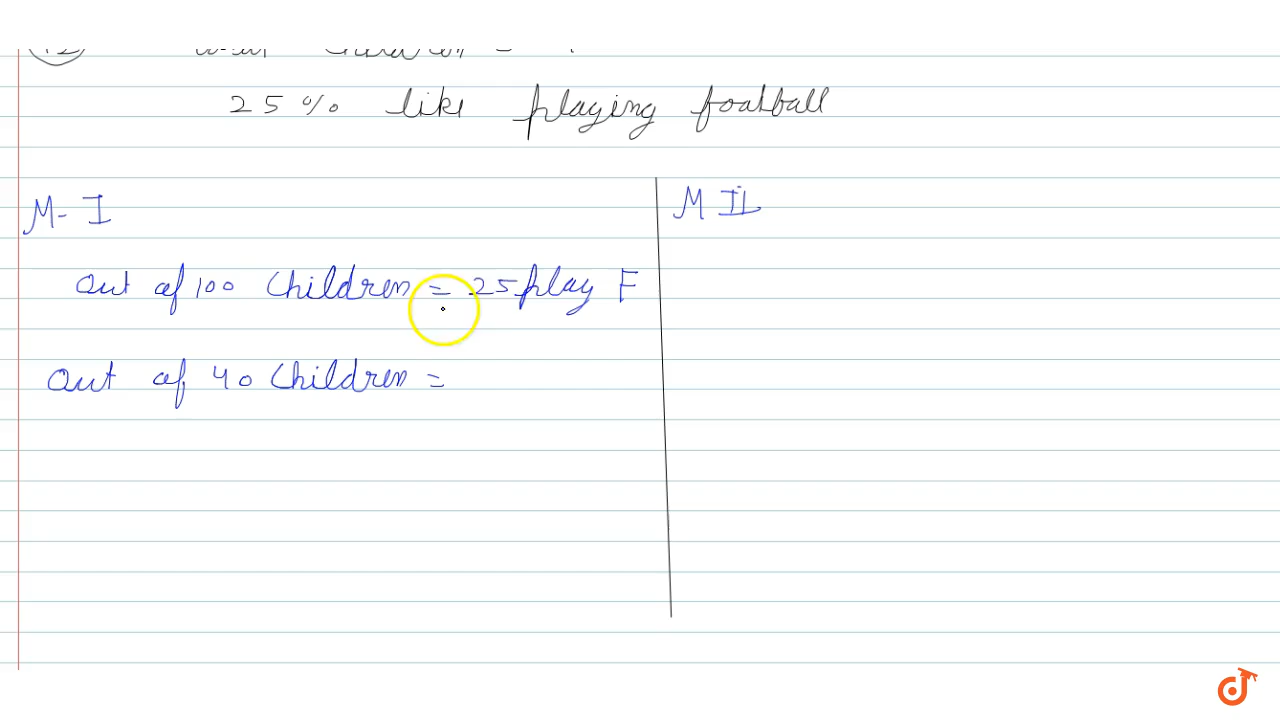 25% like playing football
M-I
M II
Out of 100 Children = 25 play F
Out of 40 Children =